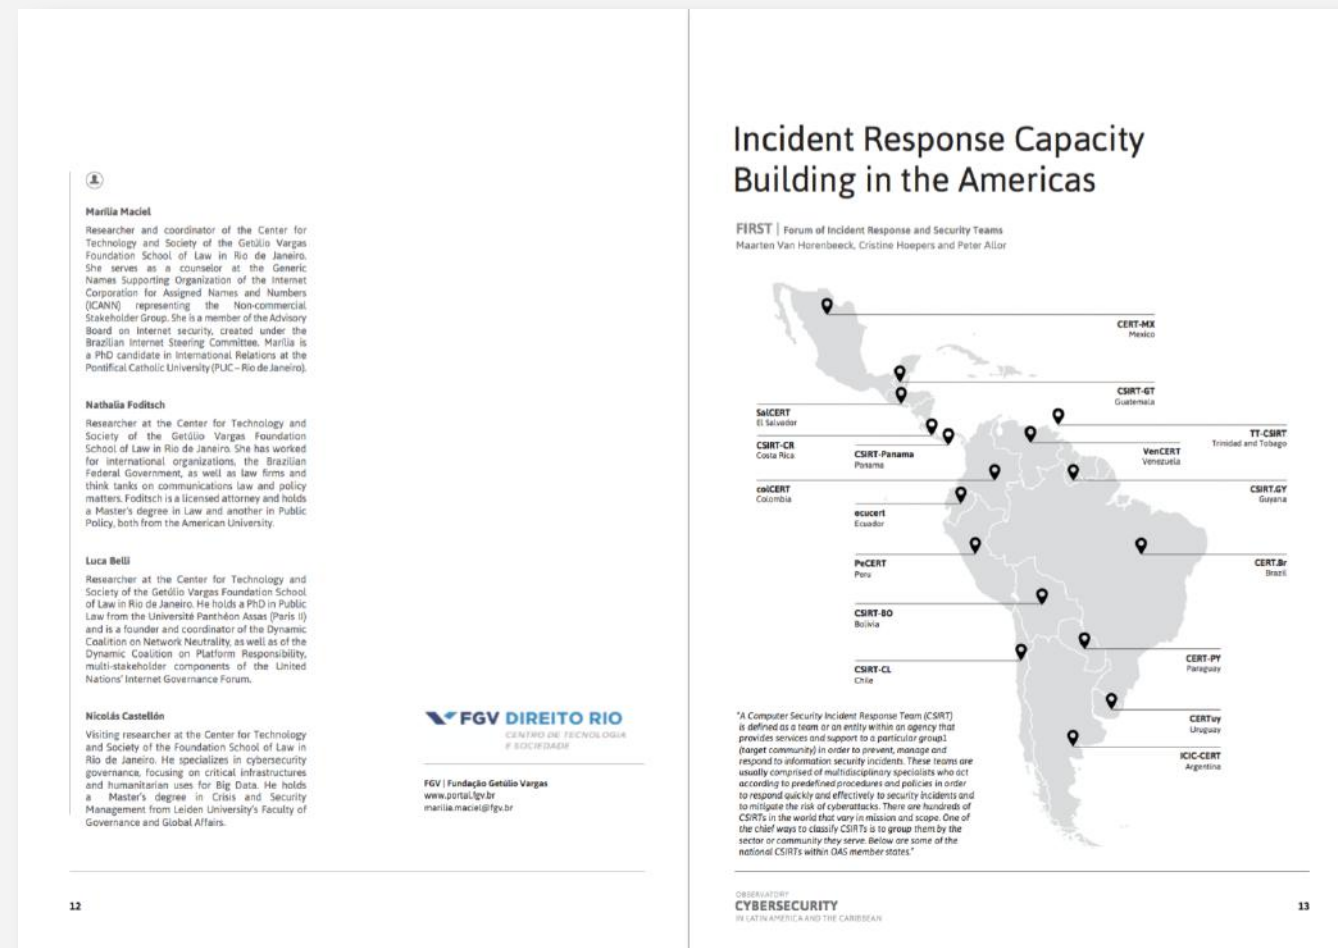 Marília Maciel
Researcher and coordinator of the Center for
Technology and Society of the Getúlio Vargas
Foundation School of Law in Rio de Janeiro.
She serves as a counselor at the Generic
Names Supporting Organization of the Internet
Corporation for Assigned Names and Numbers
(ICANN) representing the Non-commercial
Stakeholder Group. She is a member of the Advisory
Board on Internet security, created under the
Brazilian Internet Steering Committee. Marília is
a PhD candidate in International Relations at the
Pontifical Catholic University (PUC – Rio de Janeiro).
Nathalia Foditsch
Researcher at the Center for Technology and
Society of the Getúlio Vargas Foundation
School of Law in Rio de Janeiro. She has worked
for international organizations, the Brazilian
Federal Government, as well as law firms and
think tanks on communications law and policy
matters. Foditsch is a licensed attorney and holds
a Master's degree in Law and another in Public
Policy, both from the American University.
Luca Belli
Researcher at the Center for Technology and
Society of the Getúlio Vargas Foundation School
of Law in Rio de Janeiro. He holds a PhD in Public
Law from the Université Panthéon Assas (Paris II)
and is a founder and coordinator of the Dynamic
Coalition on Network Neutrality, as well as of the
Dynamic Coalition on Platform Responsibility,
multi-stakeholder components of the United
Nations' Internet Governance Forum.
Nicolás Castellón
Visiting researcher at the Center for Technology
and Society of the Foundation School of Law in
Rio de Janeiro. He specializes in cybersecurity
governance, focusing on critical infrastructures
and humanitarian uses for Big Data. He holds
a Master's degree in Crisis and Security
Management from Leiden University's Faculty of
Governance and Global Affairs.
FGV DIREITO RIO
CENTRO DE TECNOLOGIA
E SOCIEDADE
FGV | Fundação Getúlio Vargas
www.portal.fgv.br
marilia.maciel@fgv.br
12
Incident Response Capacity
Building in the Americas
FIRST | Forum of Incident Response and Security Teams
Maarten Van Horenbeeck, Cristine Hoepers and Peter Allor
CERT-MX
Mexico
CSIRT-GT
Guatemala
SalCERT
El Salvador
TT-CSIRT
Trinidad and Tobago
CSIRT-CR
Costa Rica
CSIRT-Panama
Panama
VenCERT
Venezuela
colCERT
Colombia
CSIRT.GY
Guyana
ecucert
Ecuador
PeCERT
Peru
CERT.Br
Brazil
CSIRT-BO
Bolivia
CERT-PY
Paraguay
CSIRT-CL
Chile
CERTuy
Uruguay
ICIC-CERT
Argentina
"A Computer Security Incident Response Team (CSIRT)
is defined as a team or an entity within an agency that
provides services and support to a particular group1
(target community) in order to prevent, manage and
respond to information security incidents. These teams are
usually comprised of multidisciplinary specialists who act
according to predefined procedures and policies in order
to respond quickly and effectively to security incidents and
to mitigate the risk of cyberattacks. There are hundreds of
CSIRTs in the world that vary in mission and scope. One of
the chief ways to classify CSIRTs is to group them by the
sector or community they serve. Below are some of the
national CSIRTs within OAS member states."
OBSERVATORY
CYBERSECURITY
IN LATIN AMERICA AND THE CARIBBEAN
13